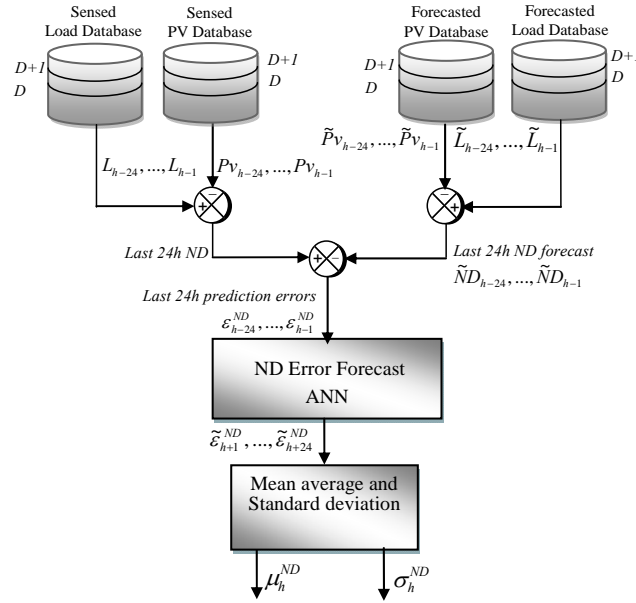 Sensed
Load Database
Sensed
PV Database
Forecasted
PV Database
Forecasted
Load Database
D+1
D
D+1
D
D+1
D
D+1
D
L_{h-24},...,L_{h-1}
Pv_{h-24},...,Pv_{h-1}
P̃v_{h-24},...,P̃v_{h-1}
L̃_{h-24},...,L̃_{h-1}
+ −
+ −
Last 24h ND
+ −
Last 24h ND forecast
ÑD_{h-24},...,ÑD_{h-1}
Last 24h prediction errors
ε^{ND}_{h-24},...,ε^{ND}_{h-1}
ND Error Forecast
ANN
ε̃^{ND}_{h+1},...,ε̃^{ND}_{h+24}
Mean average and
Standard deviation
μ^{ND}_h
σ^{ND}_h